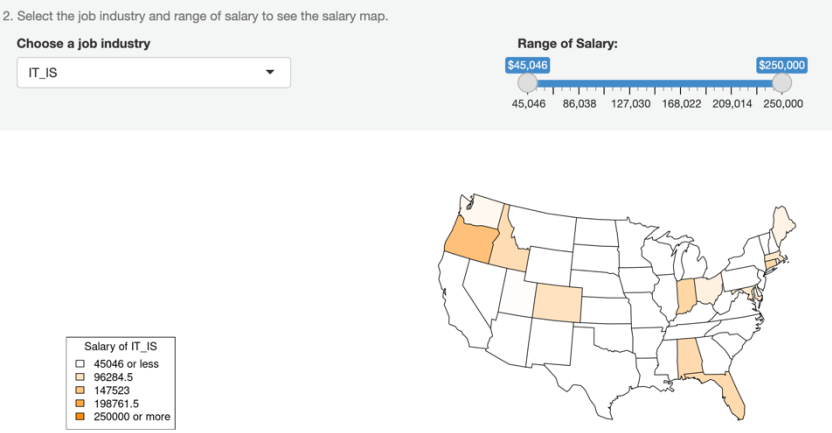 2. Select the job industry and range of salary to see the salary map.
Choose a job industry
IT_IS
Range of Salary:
$45,046 $250,000
45,046 86,038 127,030 168,022 209,014 250,000
Salary of IT_IS
45046 or less
96284.5
147523
198761.5
250000 or more